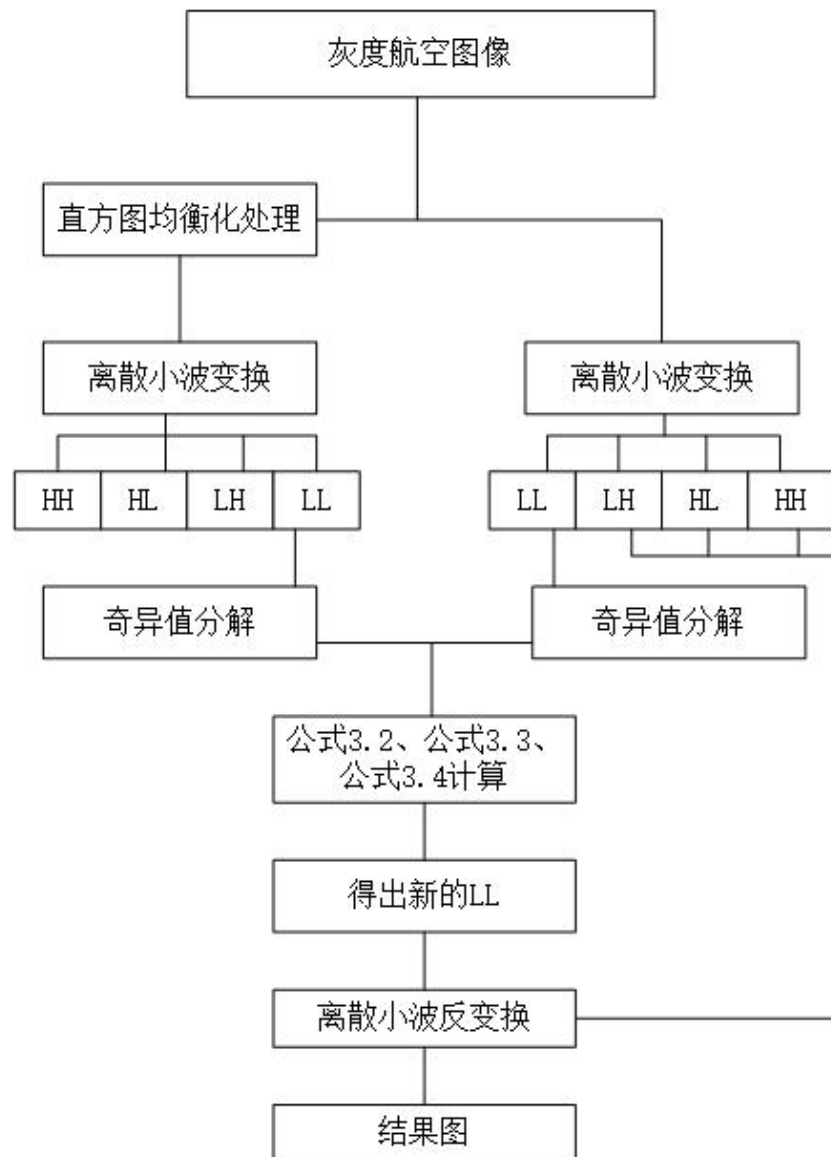 灰度航空图像
直方图均衡化处理
离散小波变换
离散小波变换
HH HL LH LL
LL LH HL HH
奇异值分解
奇异值分解
公式3.2、公式3.3、
公式3.4计算
得出新的LL
离散小波反变换
结果图